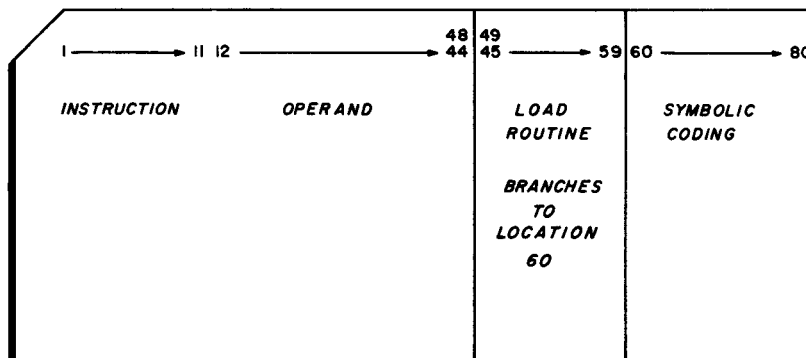 48 49
1 → 11 12 → 44 45 → 59 60 → 80
INSTRUCTION OPERAND LOAD SYMBOLIC
ROUTINE CODING
BRANCHES
TO
LOCATION
60